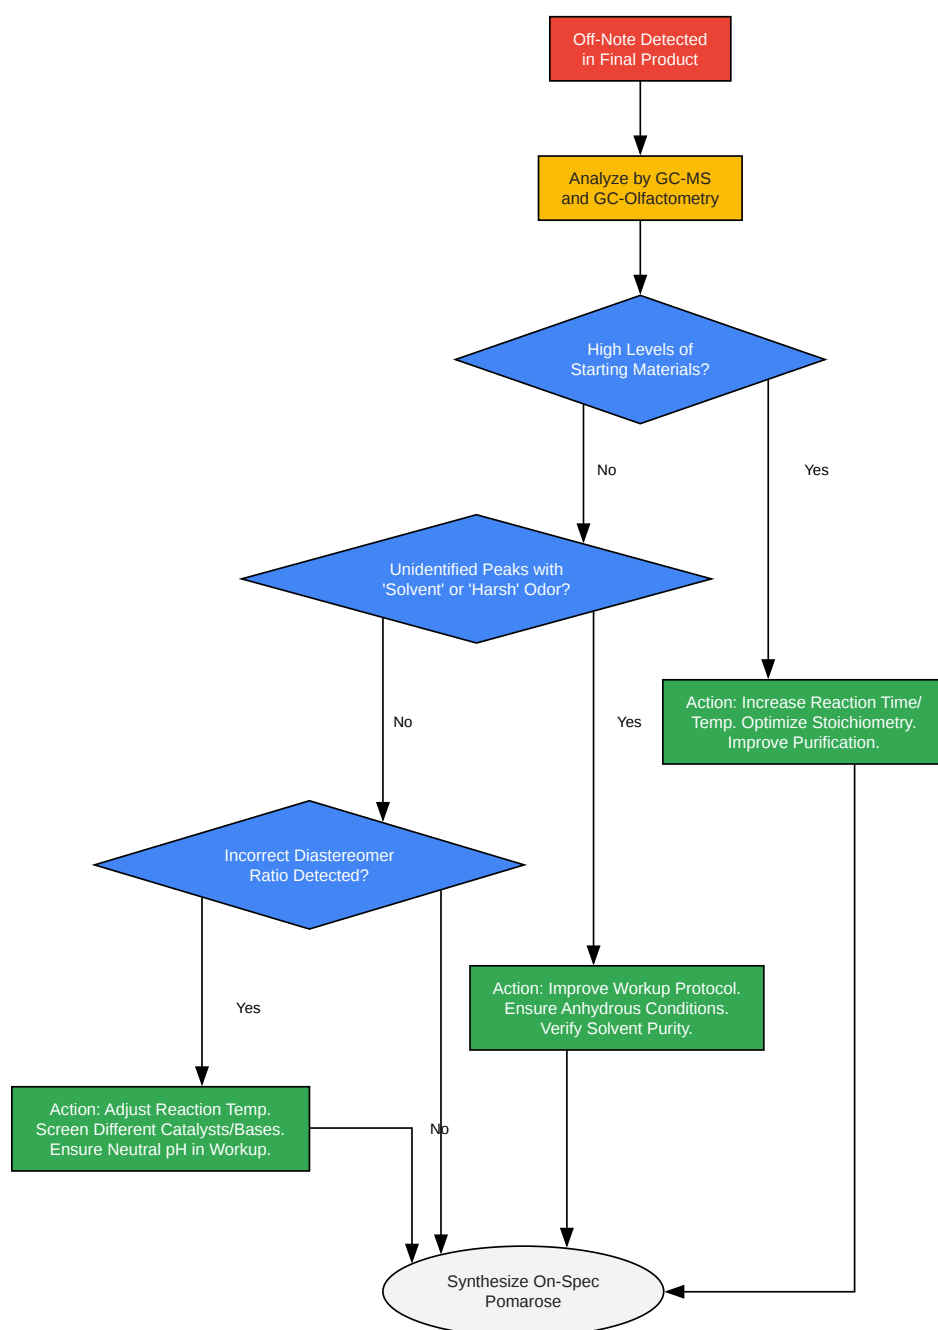 Off-Note Detected
in Final Product
Analyze by GC-MS
and GC-Olfactometry
High Levels of
Starting Materials?
No
Yes
Unidentified Peaks with
'Solvent' or 'Harsh' Odor?
Action: Increase Reaction Time/
Temp. Optimize Stoichiometry.
Improve Purification.
No
Yes
Incorrect Diastereomer
Ratio Detected?
Action: Improve Workup Protocol.
Ensure Anhydrous Conditions.
Verify Solvent Purity.
Yes
Action: Adjust Reaction Temp.
Screen Different Catalysts/Bases.
Ensure Neutral pH in Workup.
No
Synthesize On-Spec
Pomarose